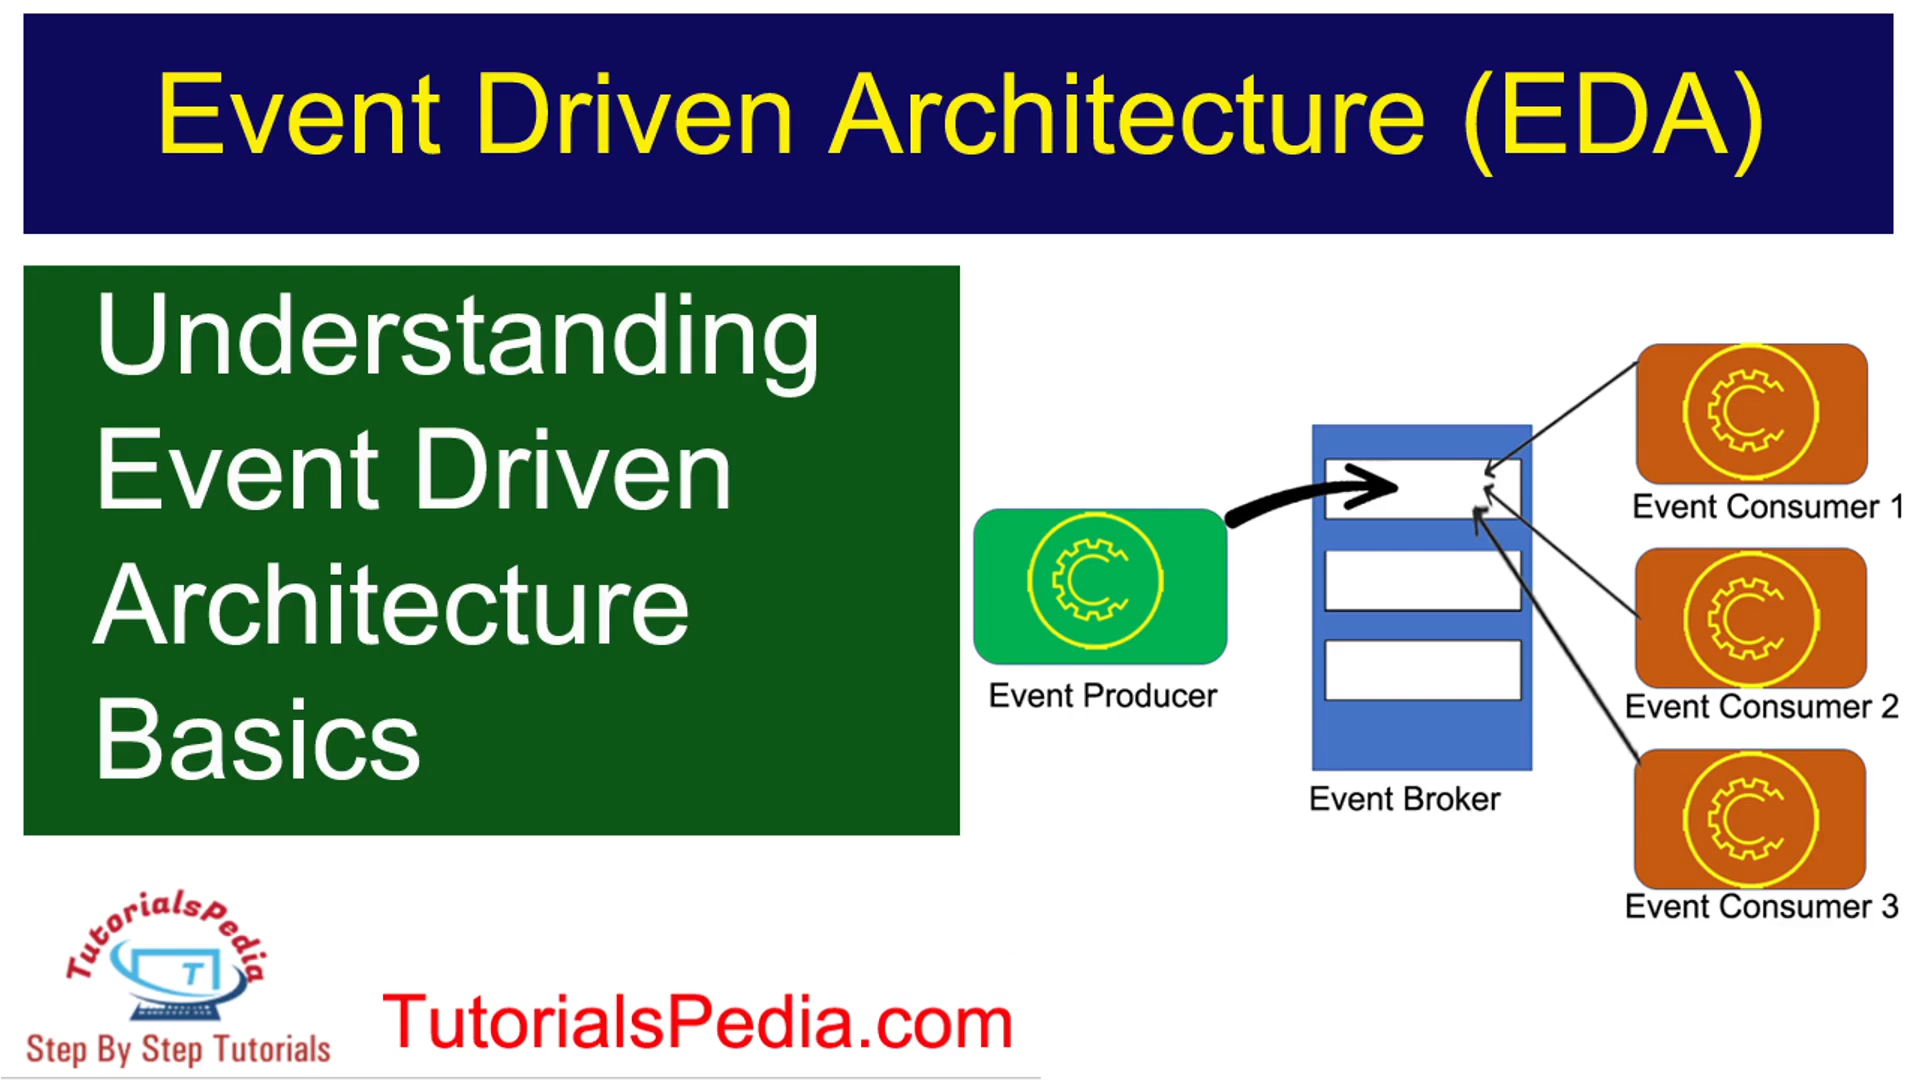 Event Driven Architecture (EDA)
Understanding
Event Driven
Architecture
Basics
Event Producer
Event Broker
Event Consumer 1
Event Consumer 2
Event Consumer 3
TutorialsPedia
T
Step By Step Tutorials
TutorialsPedia.com